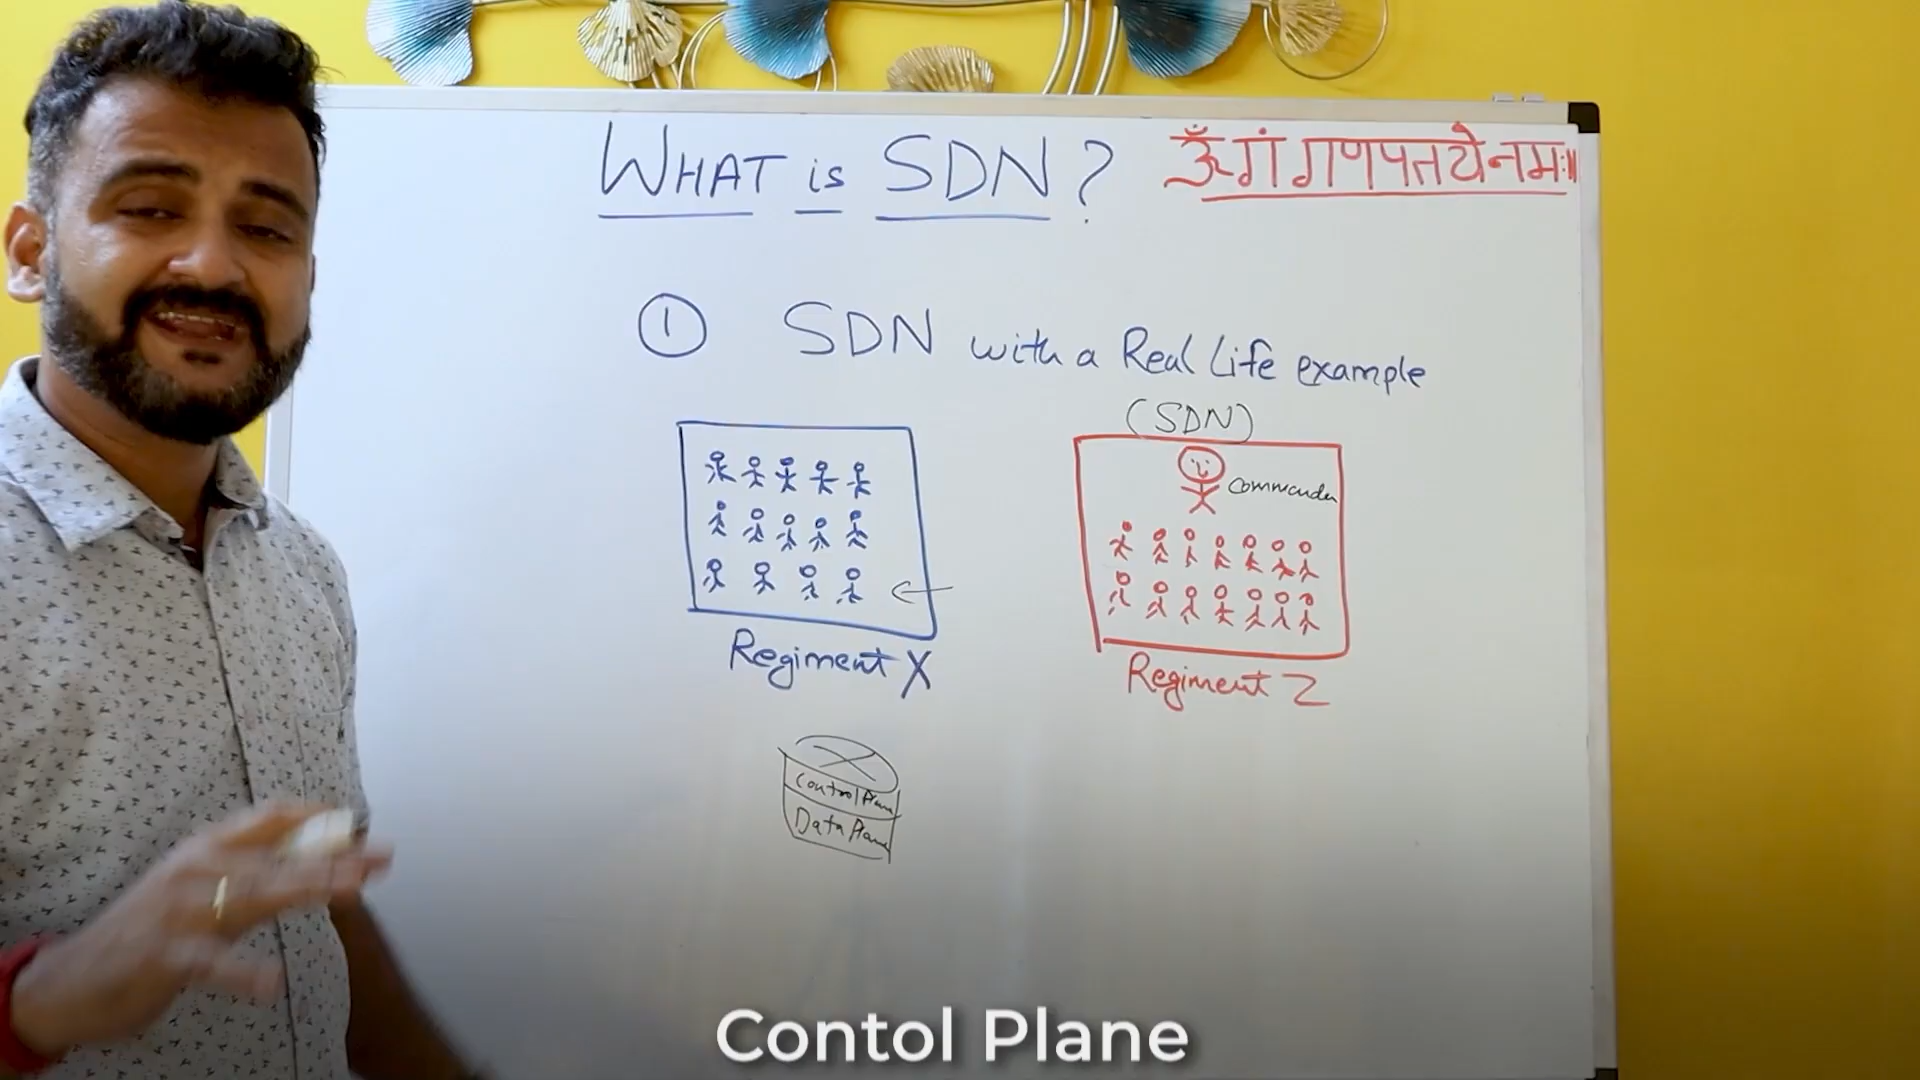 WHAT is SDN?
ॐ गं गणपतये नमः॥
1 SDN with a Real Life example
(SDN)
Commander
Regiment X
Regiment Z
Control Plane
Data Plane
Contol Plane